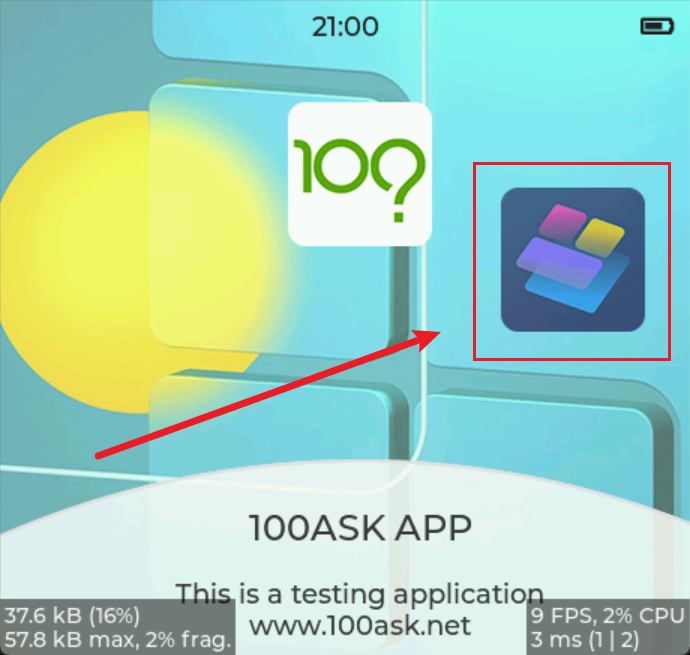 21:00
100
100ASK APP
This is a testing application
www.100ask.net
37.6 kB (16%)
57.8 kB max, 2% frag.
9 FPS, 2% CPU
3 ms (1 | 2)